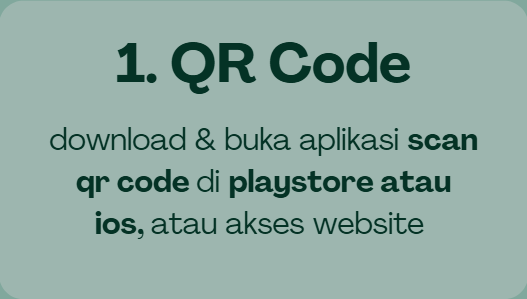 1. QR Code
download & buka aplikasi scan
qr code di playstore atau
ios, atau akses website